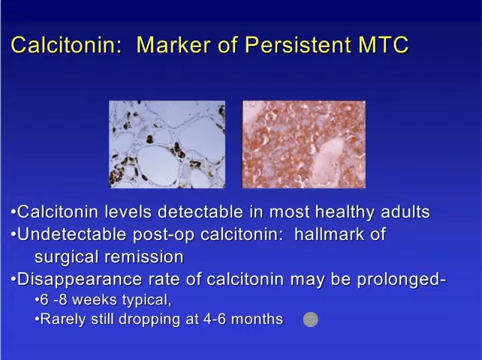 Calcitonin: Marker of Persistent MTC
•Calcitonin levels detectable in most healthy adults
•Undetectable post-op calcitonin: hallmark of
surgical remission
•Disappearance rate of calcitonin may be prolonged-
•6 -8 weeks typical,
•Rarely still dropping at 4-6 months